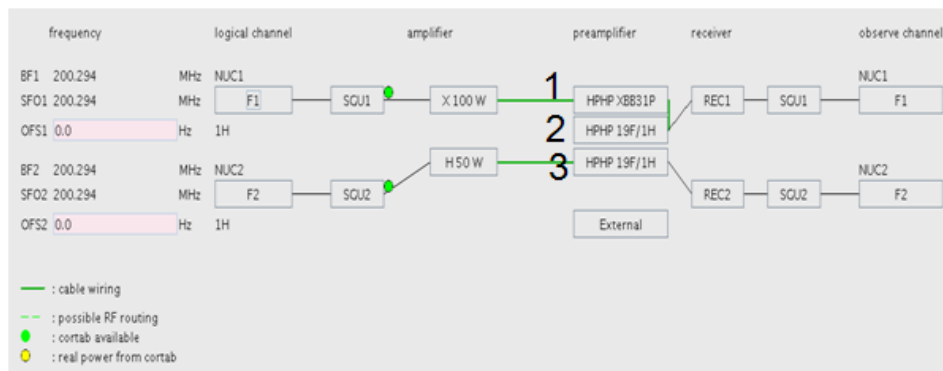 frequency logical channel amplifier preamplifier receiver observe channel
BF1 200.294 MHz NUC1 1 NUC1
SFO1 200.294 MHz F1 SGU1 X 100 W HPHP XBB31P REC1 SGU1 F1
OFS1 0.0 Hz 1H 2 HPHP 19F/1H
BF2 200.294 MHz NUC2 H 50 W 3 HPHP 19F/1H NUC2
SFO2 200.294 MHz F2 SGU2 REC2 SGU2 F2
OFS2 0.0 Hz 1H External
: cable wiring
: possible RF routing
: cortab available
: real power from cortab